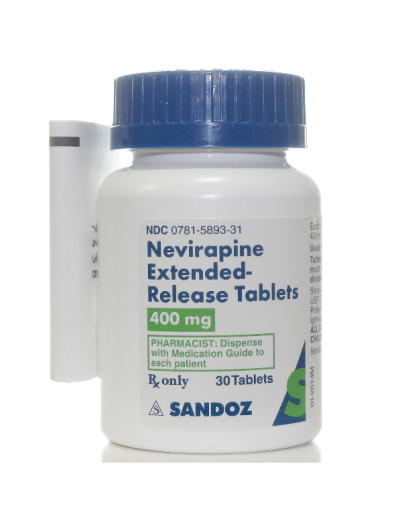 NDC 0781-5893-31
Nevirapine
Extended-
Release Tablets
400 mg
PHARMACIST: Dispense
with Medication Guide to
each patient
Rx only 30 Tablets
S SANDOZ
7438